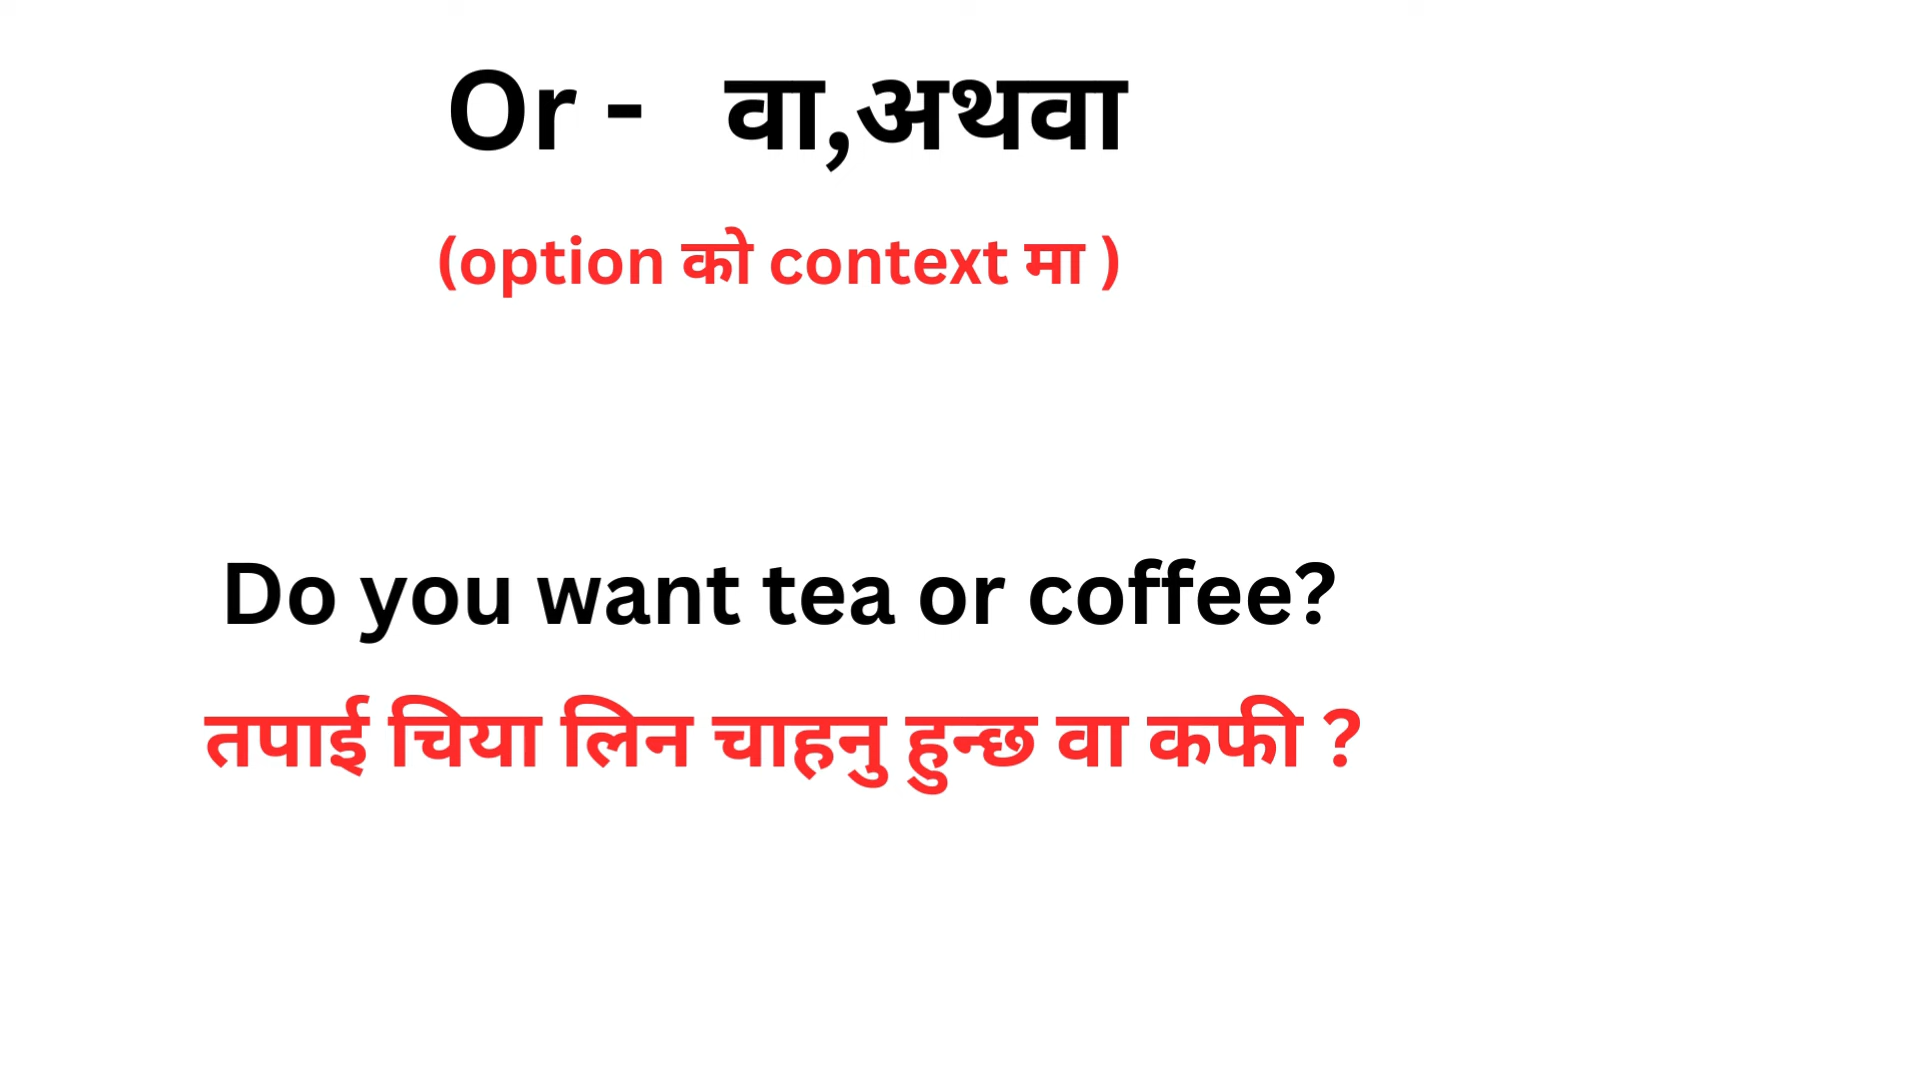 Or - वा,अथवा
(option को context मा )
Do you want tea or coffee?
तपाई चिया लिन चाहनु हुन्छ वा कफी ?